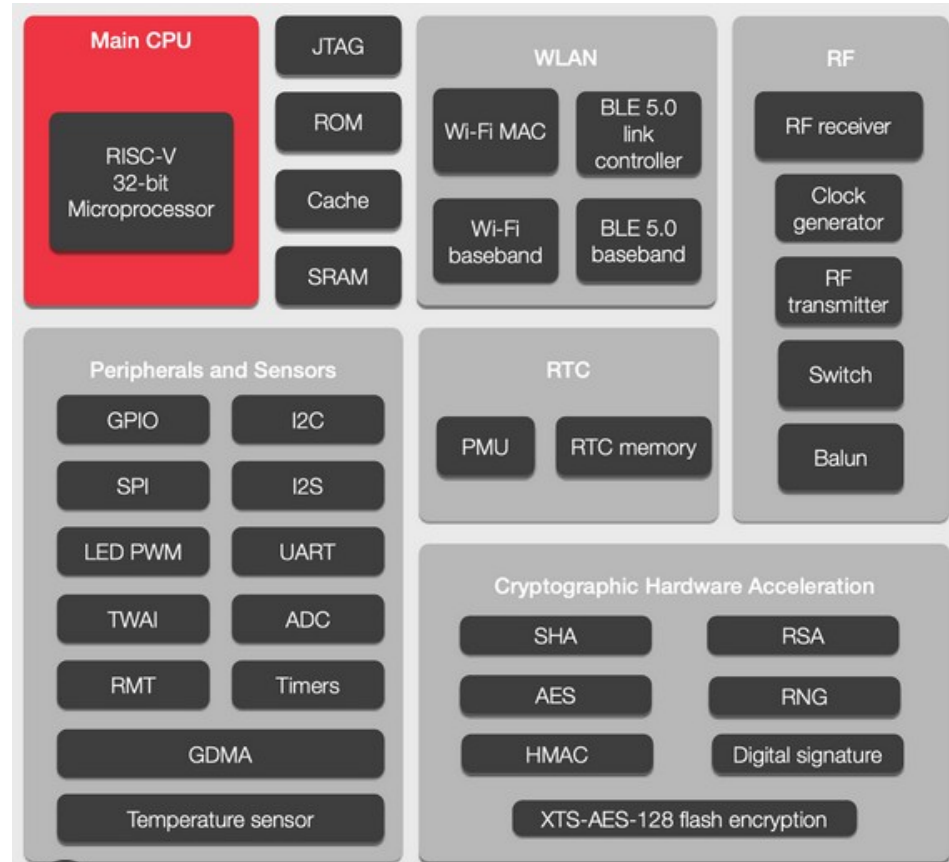 Main CPU
RISC-V
32-bit
Microprocessor
JTAG
ROM
Cache
SRAM
WLAN
Wi-Fi MAC
BLE 5.0
link
controller
Wi-Fi
baseband
BLE 5.0
baseband
RF
RF receiver
Clock
generator
RF
transmitter
Switch
Balun
Peripherals and Sensors
GPIO
I2C
SPI
I2S
LED PWM
UART
TWAI
ADC
RMT
Timers
GDMA
Temperature sensor
RTC
PMU
RTC memory
Cryptographic Hardware Acceleration
SHA
RSA
AES
RNG
HMAC
Digital signature
XTS-AES-128 flash encryption